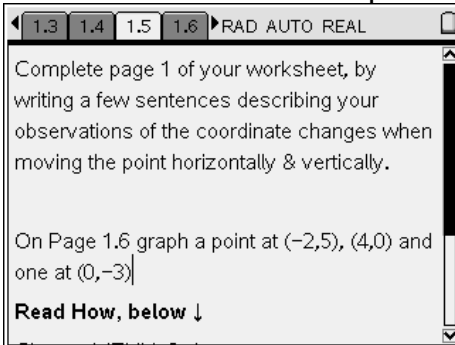 1.3 1.4 1.5 1.6 RAD AUTO REAL
Complete page 1 of your worksheet, by
writing a few sentences describing your
observations of the coordinate changes when
moving the point horizontally & vertically.
On Page 1.6 graph a point at (−2,5), (4,0) and
one at (0,−3)
Read How, below ↓